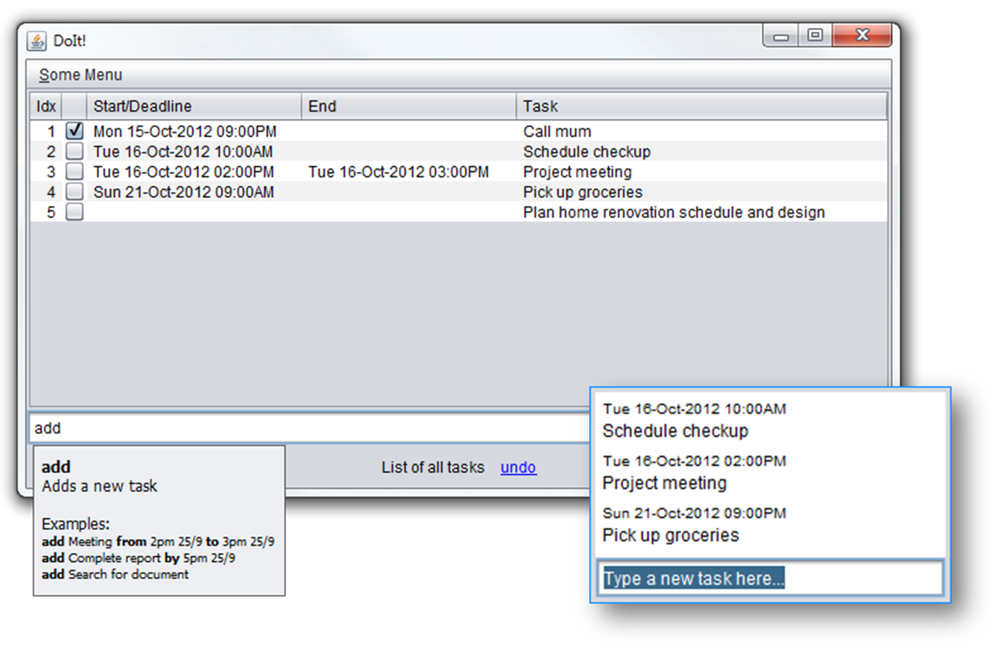 DoIt!
Some Menu
Idx Start/Deadline End Task
1 Mon 15-Oct-2012 09:00PM Call mum
2 Tue 16-Oct-2012 10:00AM Schedule checkup
3 Tue 16-Oct-2012 02:00PM Tue 16-Oct-2012 03:00PM Project meeting
4 Sun 21-Oct-2012 09:00AM Pick up groceries
5 Plan home renovation schedule and design
add
List of all tasks undo
add
Adds a new task
Examples:
add Meeting from 2pm 25/9 to 3pm 25/9
add Complete report by 5pm 25/9
add Search for document
Tue 16-Oct-2012 10:00AM
Schedule checkup
Tue 16-Oct-2012 02:00PM
Project meeting
Sun 21-Oct-2012 09:00PM
Pick up groceries
Type a new task here...